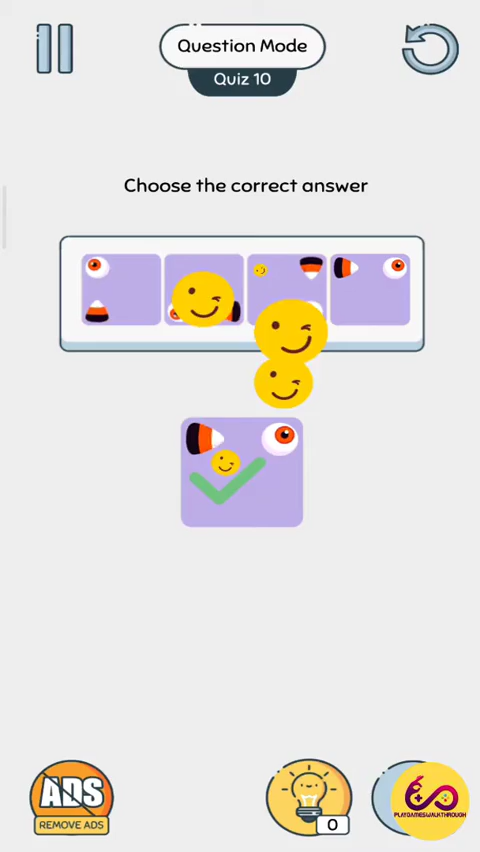 Question Mode
Quiz 10
Choose the correct answer
ADS
REMOVE ADS
0
PLAYGAMESWALKTHROUGH